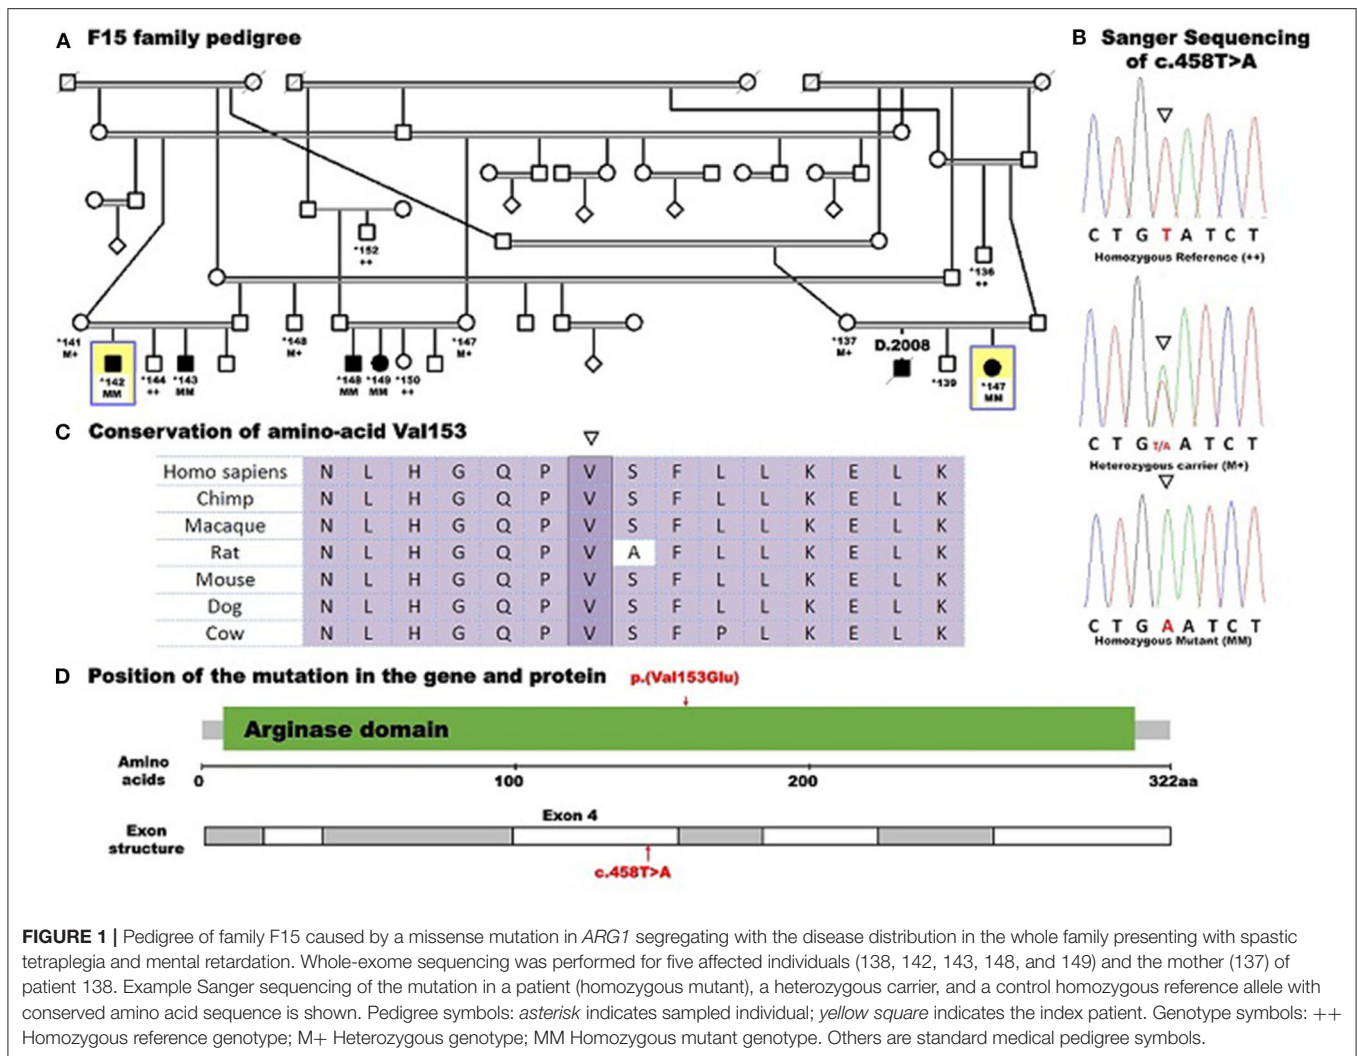 A F15 family pedigree
B Sanger Sequencing
of c.458T>A
*152
++
*136
++
*141
M+
*142
MM
*144
++
*143
MM
*148
M+
*148
MM
*149
MM
*150
++
*147
M+
*137
M+
D.2008
*139
*147
MM
C T G T A T C T
Homozygous Reference (++)
C T G T/A A T C T
Heterozygous carrier (M+)
C T G A A T C T
Homozygous Mutant (MM)
C Conservation of amino-acid Val153
Homo sapiens N L H G Q P V S F L L K E L K
Chimp N L H G Q P V S F L L K E L K
Macaque N L H G Q P V S F L L K E L K
Rat N L H G Q P V A F L L K E L K
Mouse N L H G Q P V S F L L K E L K
Dog N L H G Q P V S F L L K E L K
Cow N L H G Q P V S F P L K E L K
D Position of the mutation in the gene and protein p.(Val153Glu)
Arginase domain
Amino
acids
0 100 200 322aa
Exon 4
Exon
structure
c.458T>A
FIGURE 1 | Pedigree of family F15 caused by a missense mutation in ARG1 segregating with the disease distribution in the whole family presenting with spastic
tetraplegia and mental retardation. Whole-exome sequencing was performed for five affected individuals (138, 142, 143, 148, and 149) and the mother (137) of
patient 138. Example Sanger sequencing of the mutation in a patient (homozygous mutant), a heterozygous carrier, and a control homozygous reference allele with
conserved amino acid sequence is shown. Pedigree symbols: asterisk indicates sampled individual; yellow square indicates the index patient. Genotype symbols: ++
Homozygous reference genotype; M+ Heterozygous genotype; MM Homozygous mutant genotype. Others are standard medical pedigree symbols.